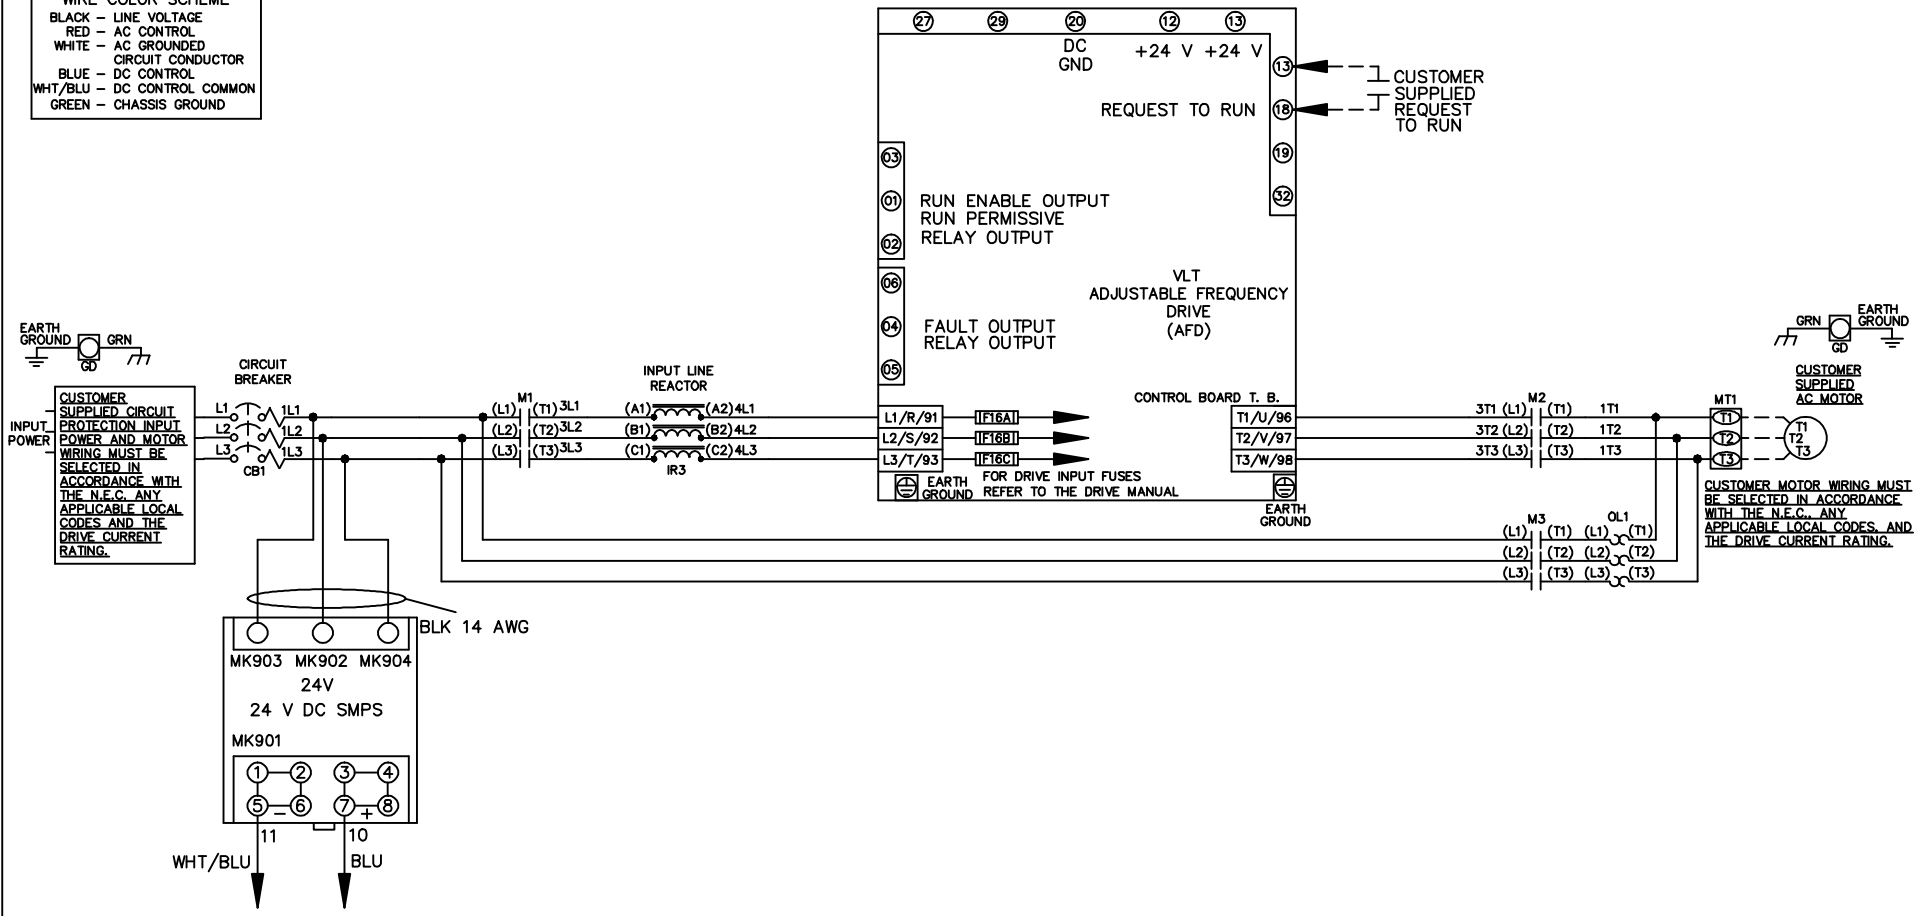 WIRE COLOR SCHEME
BLACK – LINE VOLTAGE
RED – AC CONTROL
WHITE – AC GROUNDED
CIRCUIT CONDUCTOR
BLUE – DC CONTROL
WHT/BLU – DC CONTROL COMMON
GREEN – CHASSIS GROUND
27 29 20 12 13
DC
GND
+24 V +24 V
13
REQUEST TO RUN 18
19
32
CUSTOMER
SUPPLIED
REQUEST
TO RUN
03
01
02
RUN ENABLE OUTPUT
RUN PERMISSIVE
RELAY OUTPUT
06
04
05
FAULT OUTPUT
RELAY OUTPUT
VLT
ADJUSTABLE FREQUENCY
DRIVE
(AFD)
EARTH
GROUND
GRN
GD
INPUT
POWER
CUSTOMER
SUPPLIED CIRCUIT
PROTECTION INPUT
POWER AND MOTOR
WIRING MUST BE
SELECTED IN
ACCORDANCE WITH
THE N.E.C. ANY
APPLICABLE LOCAL
CODES AND THE
DRIVE CURRENT
RATING.
CIRCUIT
BREAKER
L1 1L1
L2 1L2
L3 1L3
CB1
M1
(L1) (T1) 3L1
(L2) (T2) 3L2
(L3) (T3) 3L3
INPUT LINE
REACTOR
(A1) (A2) 4L1
(B1) (B2) 4L2
(C1) (C2) 4L3
IR3
L1/R/91 F16A
L2/S/92 F16B
L3/T/93 F16C
EARTH
GROUND
FOR DRIVE INPUT FUSES
REFER TO THE DRIVE MANUAL
CONTROL BOARD T. B.
T1/U/96
T2/V/97
T3/W/98
EARTH
GROUND
M2
3T1 (L1) (T1) 1T1
3T2 (L2) (T2) 1T2
3T3 (L3) (T3) 1T3
MT1
T1
T2
T3
T1
T2
T3
GRN
GD
EARTH
GROUND
CUSTOMER
SUPPLIED
AC MOTOR
CUSTOMER MOTOR WIRING MUST
BE SELECTED IN ACCORDANCE
WITH THE N.E.C., ANY
APPLICABLE LOCAL CODES, AND
THE DRIVE CURRENT RATING.
M3 OL1
(L1) (T1) (L1) (T1)
(L2) (T2) (L2) (T2)
(L3) (T3) (L3) (T3)
BLK 14 AWG
MK903 MK902 MK904
24V
24 V DC SMPS
MK901
1 2 3 4
5 – 6 7 + 8
11 10
WHT/BLU BLU